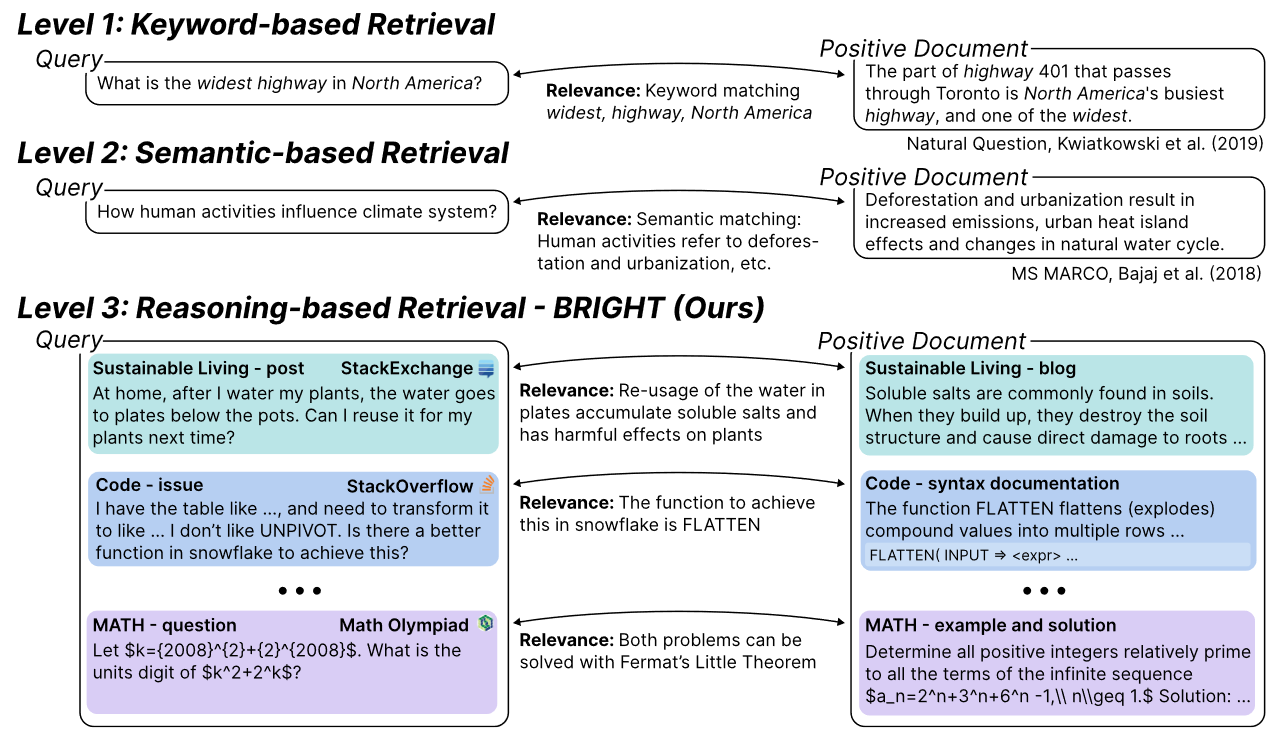 Level 1: Keyword-based Retrieval
Query
What is the widest highway in North America?
Relevance: Keyword matching
widest, highway, North America
Positive Document
The part of highway 401 that passes
through Toronto is North America's busiest
highway, and one of the widest.
Natural Question, Kwiatkowski et al. (2019)
Level 2: Semantic-based Retrieval
Query
How human activities influence climate system?
Relevance: Semantic matching:
Human activities refer to defores-
tation and urbanization, etc.
Positive Document
Deforestation and urbanization result in
increased emissions, urban heat island
effects and changes in natural water cycle.
MS MARCO, Bajaj et al. (2018)
Level 3: Reasoning-based Retrieval - BRIGHT (Ours)
Query
Positive Document
Sustainable Living - post StackExchange
At home, after I water my plants, the water goes
to plates below the pots. Can I reuse it for my
plants next time?
Relevance: Re-usage of the water in
plates accumulate soluble salts and
has harmful effects on plants
Sustainable Living - blog
Soluble salts are commonly found in soils.
When they build up, they destroy the soil
structure and cause direct damage to roots ...
Code - issue StackOverflow
I have the table like ..., and need to transform it
to like ... I don't like UNPIVOT. Is there a better
function in snowflake to achieve this?
Relevance: The function to achieve
this in snowflake is FLATTEN
Code - syntax documentation
The function FLATTEN flattens (explodes)
compound values into multiple rows ...
FLATTEN( INPUT ⇒ <expr> ...
MATH - question Math Olympiad
Let $k={2008}^{2}+{2}^{2008}$. What is the
units digit of $k^2+2^k$?
Relevance: Both problems can be
solved with Fermat's Little Theorem
MATH - example and solution
Determine all positive integers relatively prime
to all the terms of the infinite sequence
$a_n=2^n+3^n+6^n -1,\\ n\\geq 1.$ Solution: ...